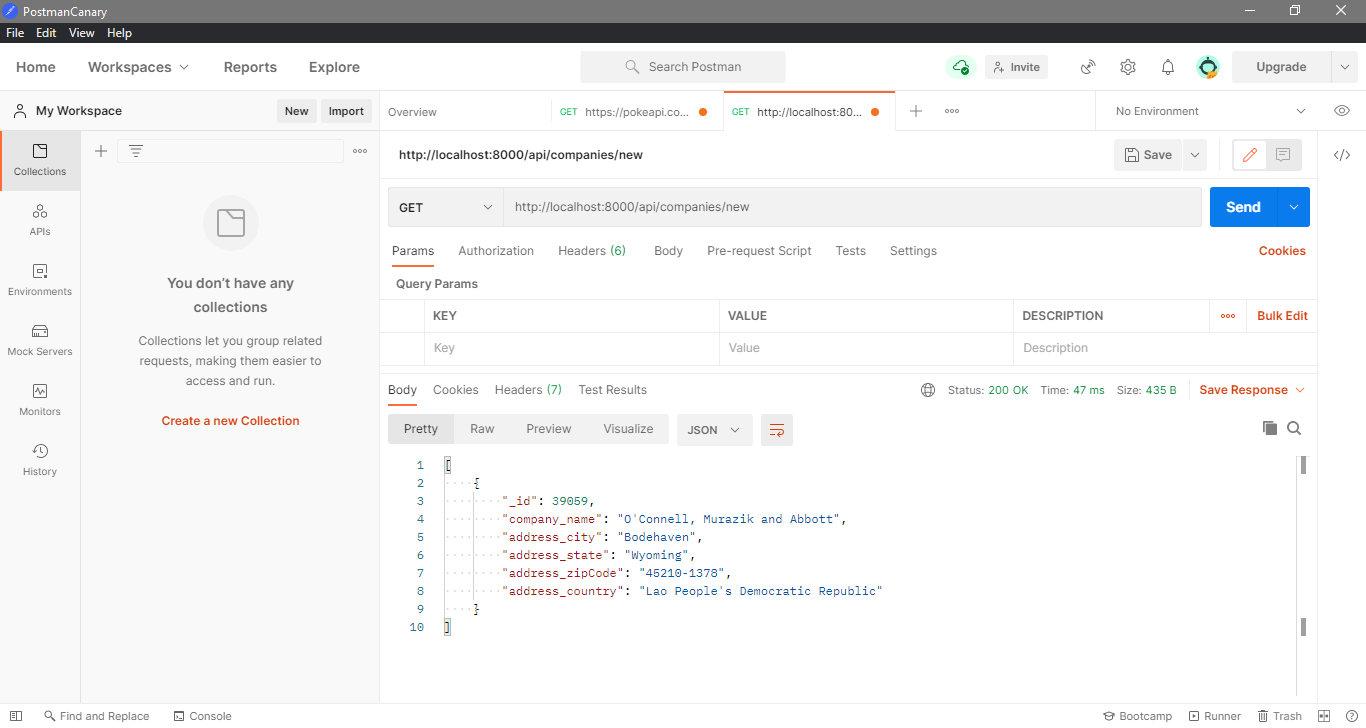 PostmanCanary
File Edit View Help
Home Workspaces Reports Explore Search Postman Invite Upgrade
My Workspace New Import Overview GET https://pokeapi.co... GET http://localhost:80... + ooo No Environment
Collections
APIs
Environments
Mock Servers
Monitors
History
You don't have any
collections
Collections let you group related
requests, making them easier to
access and run.
Create a new Collection
http://localhost:8000/api/companies/new Save </>
GET http://localhost:8000/api/companies/new Send
Params Authorization Headers (6) Body Pre-request Script Tests Settings Cookies
Query Params
KEY VALUE DESCRIPTION ooo Bulk Edit
Key Value Description
Body Cookies Headers (7) Test Results Status: 200 OK Time: 47 ms Size: 435 B Save Response
Pretty Raw Preview Visualize JSON
1 [
2 {
3 "_id": 39059,
4 "company_name": "O'Connell, Murazik and Abbott",
5 "address_city": "Bodehaven",
6 "address_state": "Wyoming",
7 "address_zipCode": "45210-1378",
8 "address_country": "Lao People's Democratic Republic"
9 }
10 ]
Find and Replace Console Bootcamp Runner Trash